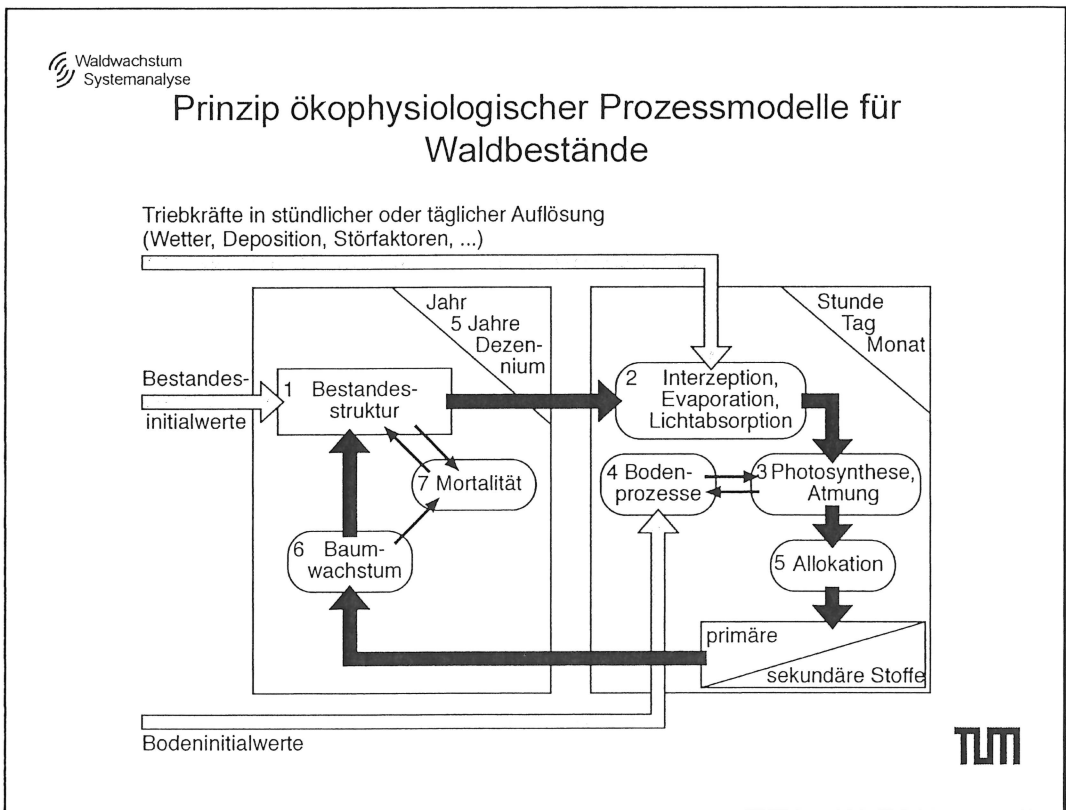 Waldwachstum
Systemanalyse
Prinzip ökophysiologischer Prozessmodelle für
Waldbestände
Triebkräfte in stündlicher oder täglicher Auflösung
(Wetter, Deposition, Störfaktoren, ...)
Jahr
5 Jahre
Dezen-
nium
Stunde
Tag
Monat
Bestandes-
initialwerte
1 Bestandes-
struktur
2 Interzeption,
Evaporation,
Lichtabsorption
7 Mortalität
4 Boden-
prozesse
3 Photosynthese,
Atmung
6 Baum-
wachstum
5 Allokation
primäre
sekundäre Stoffe
Bodeninitialwerte
TUM